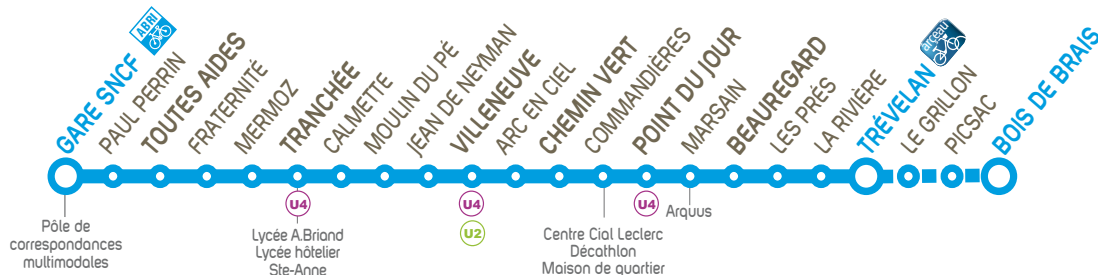 ABRI
arceau
GARE SNCF
PAUL PERRIN
TOUTES AIDES
FRATERNITÉ
MERMOZ
TRANCHÉE
CALMETTE
MOULIN DU PÉ
JEAN DE NEYMAN
VILLENEUVE
ARC EN CIEL
CHEMIN VERT
COMMANDIÈRES
POINT DU JOUR
MARSAIN
BEAUREGARD
LES PRÉS
LA RIVIÈRE
TRÉVELAN
LE GRILLON
PICSAC
BOIS DE BRAIS
Pôle de
correspondances
multimodales
U4
Lycée A.Briand
Lycée hôtelier
Ste-Anne
U4
U2
Centre Cial Leclerc
Décathlon
Maison de quartier
U4
Arquus